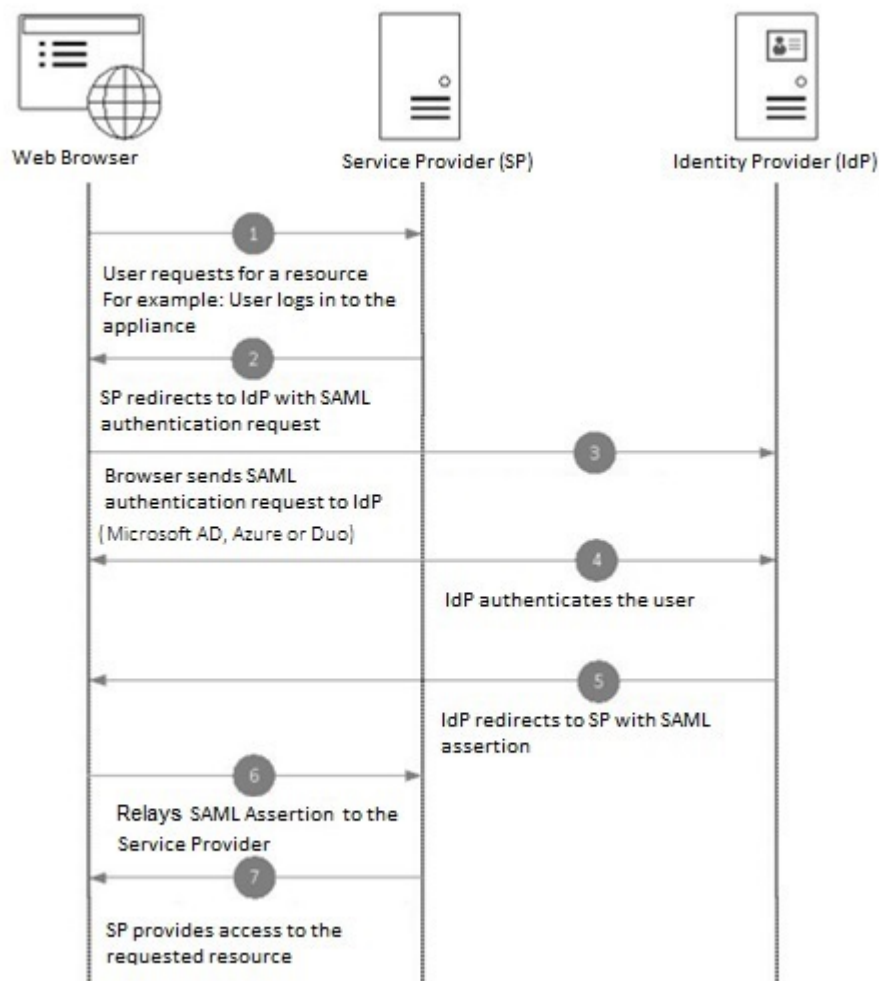 Web Browser
Service Provider (SP)
Identity Provider (IdP)
1
User requests for a resource
For example: User logs in to the
appliance
2
SP redirects to IdP with SAML
authentication request
3
Browser sends SAML
authentication request to IdP
(Microsoft AD, Azure or Duo)
4
IdP authenticates the user
5
IdP redirects to SP with SAML
assertion
6
Relays SAML Assertion to the
Service Provider
7
SP provides access to the
requested resource